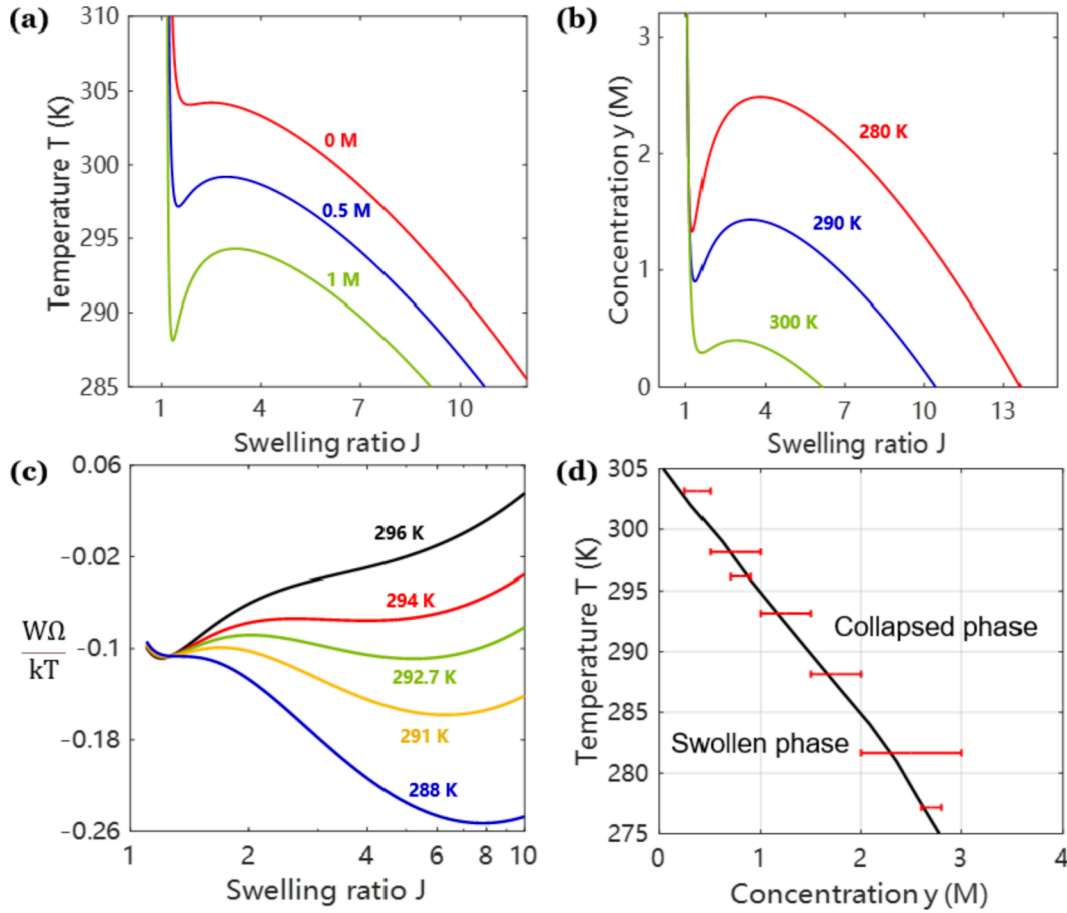 (a)
310
305
300
295
290
285
Temperature T (K)
0 M
0.5 M
1 M
1 4 7 10
Swelling ratio J
(b)
3
2
1
0
Concentration y (M)
280 K
290 K
300 K
1 4 7 10 13
Swelling ratio J
(c)
0.06
-0.02
-0.1
-0.18
-0.26
WΩ
kT
296 K
294 K
292.7 K
291 K
288 K
1 2 4 6 8 10
Swelling ratio J
(d)
305
300
295
290
285
280
275
Temperature T (K)
Collapsed phase
Swollen phase
0 1 2 3 4
Concentration y (M)